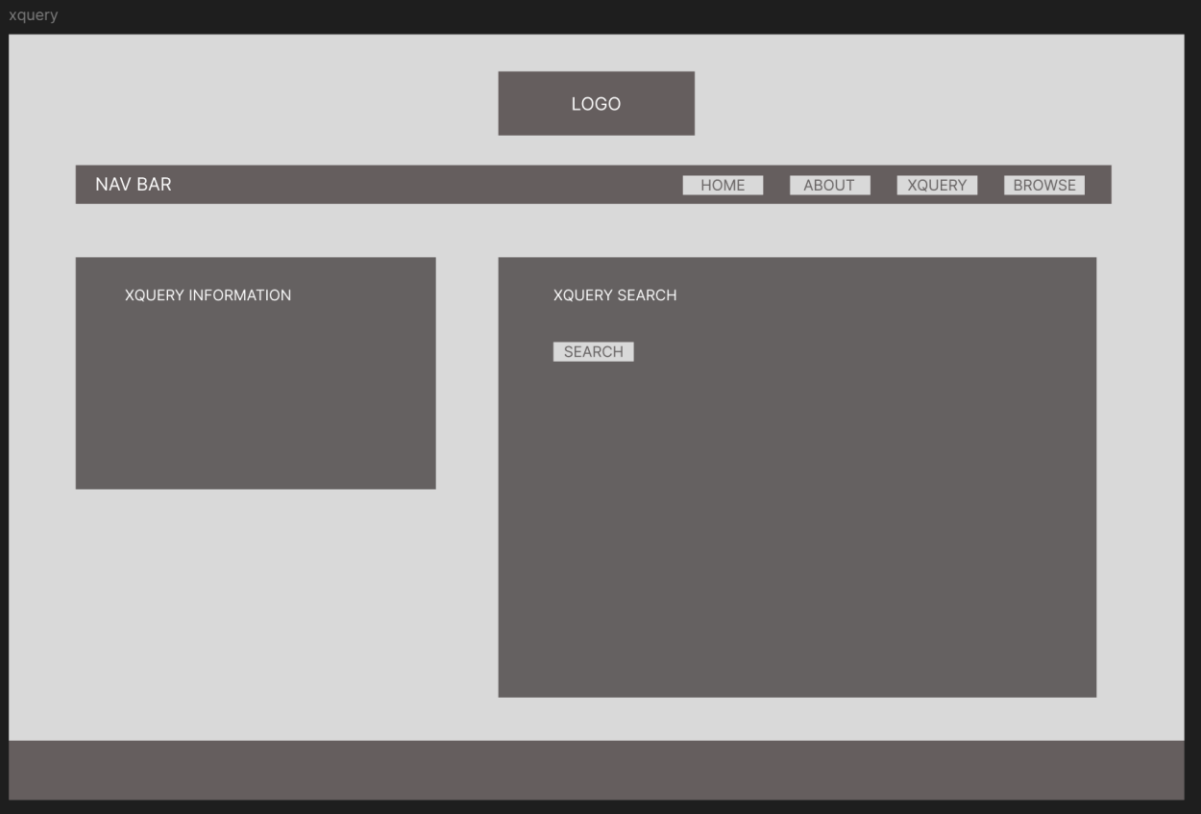 xquery
LOGO
NAV BAR
HOME
ABOUT
XQUERY
BROWSE
XQUERY INFORMATION
XQUERY SEARCH
SEARCH